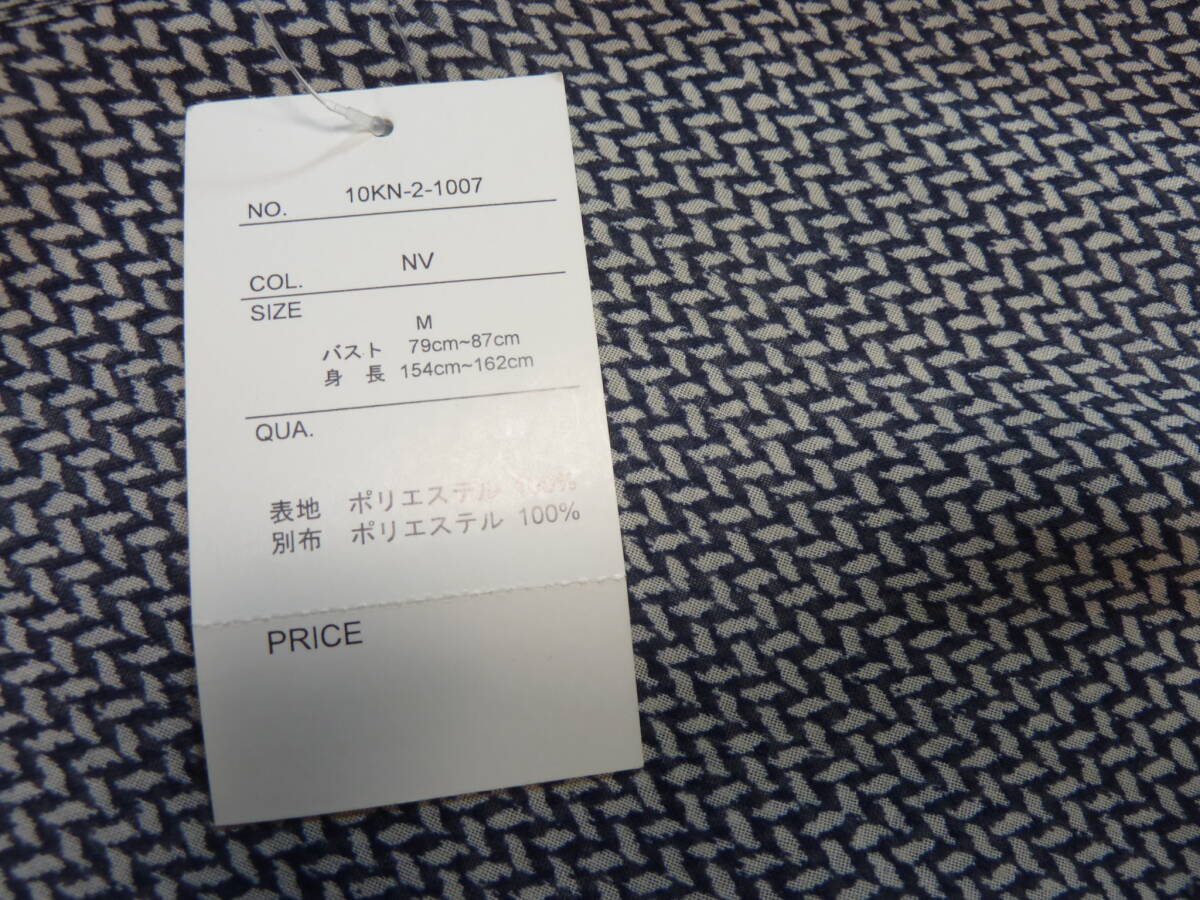 NO. 10KN-2-1007
COL. NV
SIZE
M
バスト 79cm~87cm
身 長 154cm~162cm
QUA.
表地 ポリエステル 100%
別布 ポリエステル 100%
PRICE